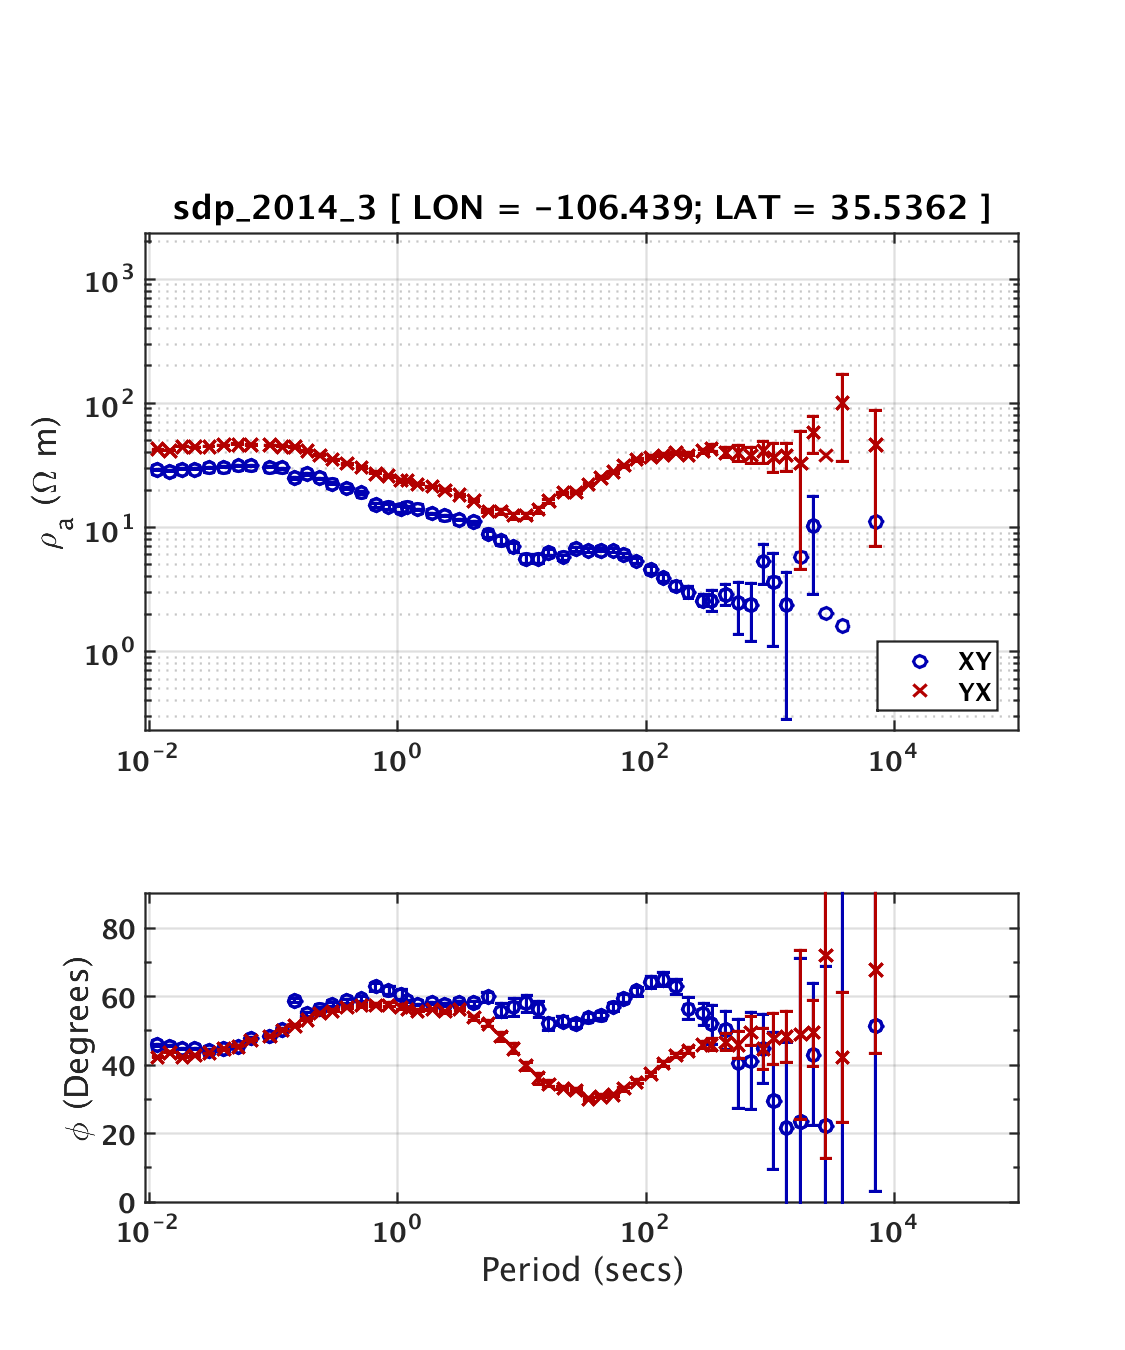 sdp_2014_3 [ LON = -106.439; LAT = 35.5362 ]
ρa (Ω m)
10^3
10^2
10^1
10^0
XY
YX
10^-2 10^0 10^2 10^4
ϕ (Degrees)
80
60
40
20
0
10^-2 10^0 10^2 10^4
Period (secs)